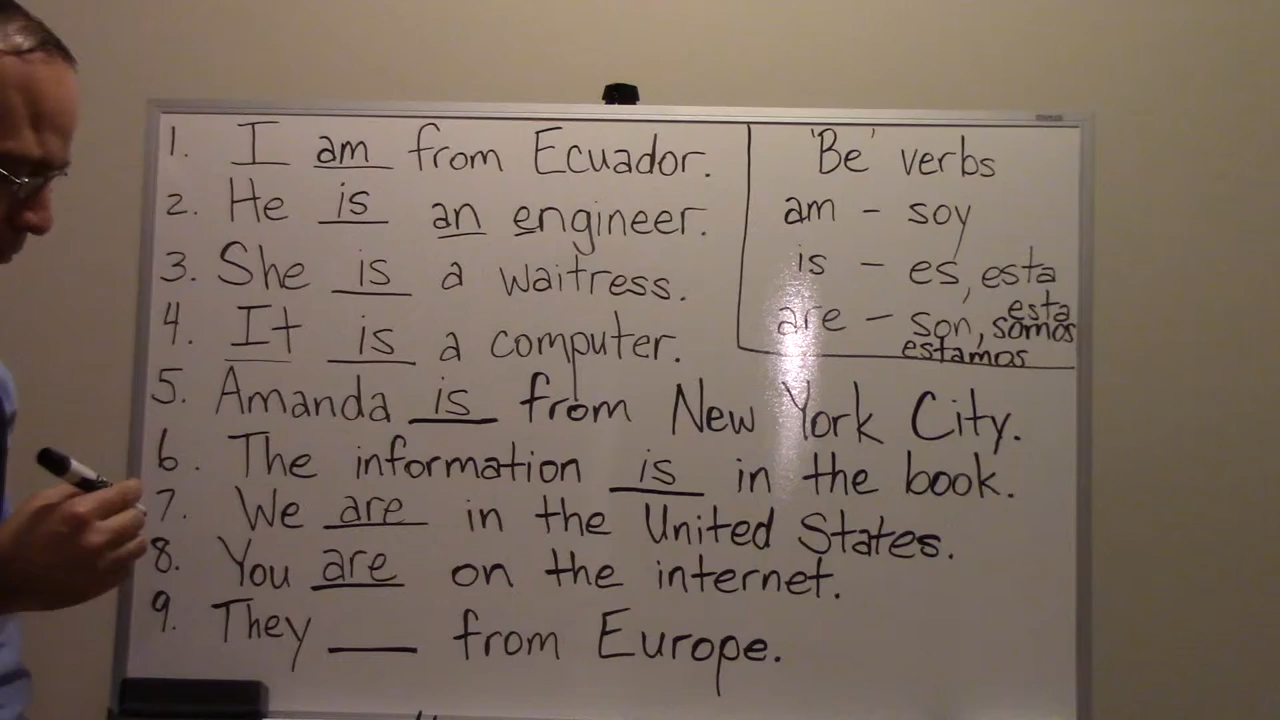 1. I am from Ecuador.
2. He is an engineer.
3. She is a waitress.
4. It is a computer.
5. Amanda is from New York City.
6. The information is in the book.
7. We are in the United States.
8. You are on the internet.
9. They ___ from Europe.
'Be' verbs
am - soy
is - es, esta
are - son, somos
esta
estamos